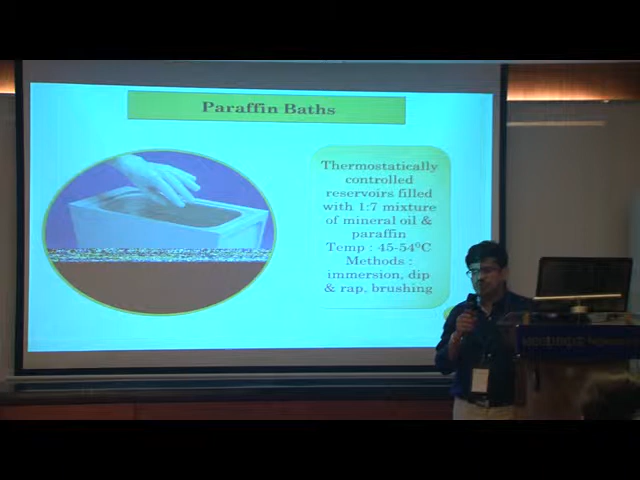 Paraffin Baths
Thermostatically
controlled
reservoirs filled
with 1:7 mixture
of mineral oil &
paraffin
Temp : 45-54⁰C
Methods :
immersion, dip
& rap, brushing